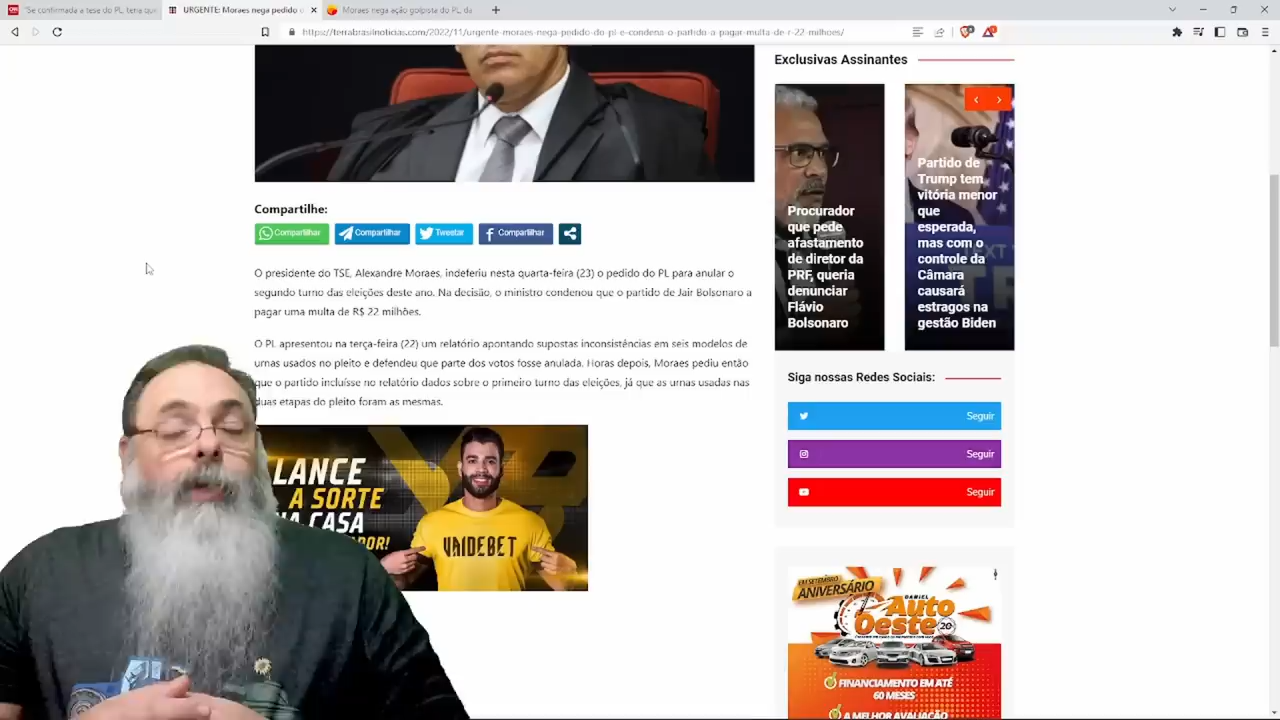 "Se confirmada a tese do PL, teria que
URGENTE: Moraes nega pedido
Moraes nega ação golpista do PL, da
https://terrabrasilnoticias.com/2022/11/urgente-moraes-nega-pedido-do-pl-e-condena-o-partido-a-pagar-multa-de-r-22-milhoes/
Compartilhe:
Compartilhar
Compartilhar
Tweetar
Compartilhar
O presidente do TSE, Alexandre Moraes, indeferiu nesta quarta-feira (23) o pedido do PL para anular o
segundo turno das eleições deste ano. Na decisão, o ministro condenou que o partido de Jair Bolsonaro a
pagar uma multa de R$ 22 milhões.
O PL apresentou na terça-feira (22) um relatório apontando supostas inconsistências em seis modelos de
urnas usados no pleito e defendeu que parte dos votos fosse anulada. Horas depois, Moraes pediu então
que o partido incluísse no relatório dados sobre o primeiro turno das eleições, já que as urnas usadas nas
duas etapas do pleito foram as mesmas.
LANCE
A SORTE
NA CASA
VAIDEBET
Exclusivas Assinantes
Procurador
que pede
afastamento
de diretor da
PRF, queria
denunciar
Flávio
Bolsonaro
Partido de
Trump tem
vitória menor
que
esperada,
mas com o
controle da
Câmara
causará
estragos na
gestão Biden
Siga nossas Redes Sociais:
Seguir
Seguir
Seguir
EM SETEMBRO
ANIVERSÁRIO
DANIEL
Auto
Oeste
20
FINANCIAMENTO EM ATÉ
60 MESES
A MELHOR AVALIAÇÃO